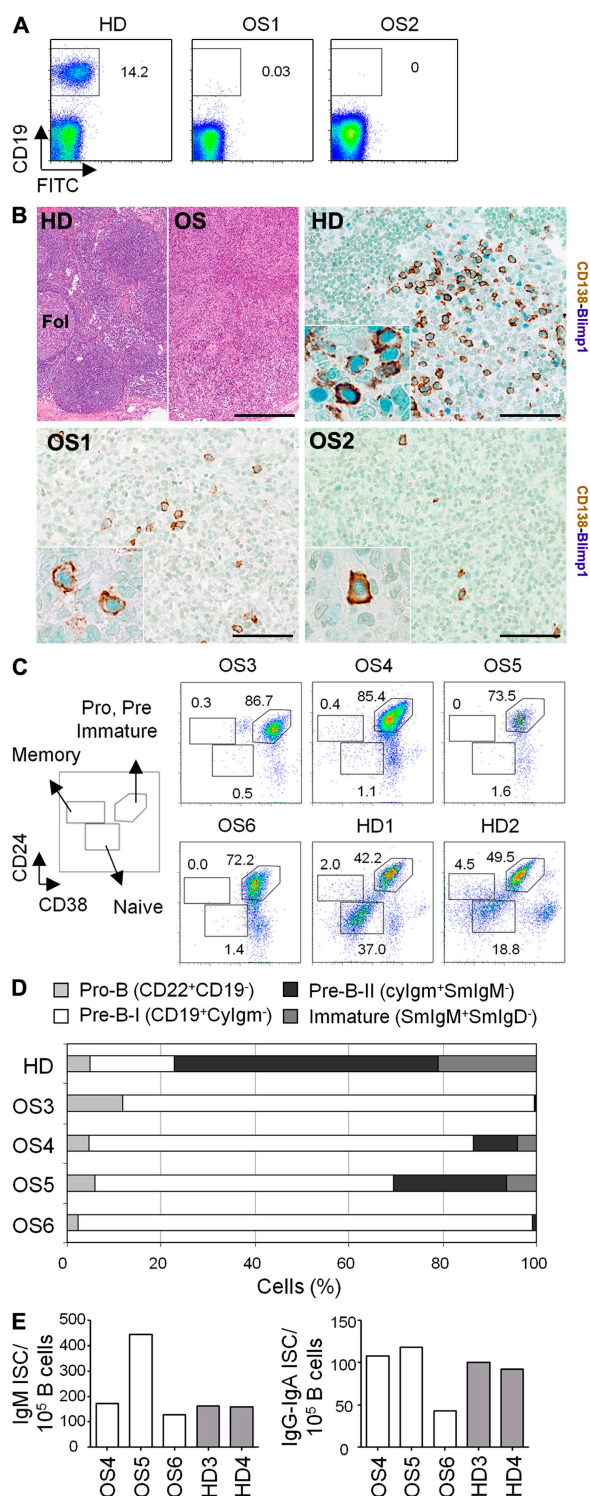 A
HD OS1 OS2
14.2 0.03 0
CD19
FITC
B
HD OS HD
Fol
CD138-Blimp1
OS1 OS2
CD138-Blimp1
C
OS3 OS4 OS5
0.3 86.7 0.4 85.4 0 73.5
0.5 1.1 1.6
Pro, Pre
Immature
Memory
CD24
CD38
Naive
OS6 HD1 HD2
0.0 72.2 2.0 42.2 4.5 49.5
1.4 37.0 18.8
D
Pro-B (CD22⁺CD19⁻) Pre-B-II (cyIgm⁺SmIgM⁻)
Pre-B-I (CD19⁺CyIgm⁻) Immature (SmIgM⁺SmIgD⁻)
HD
OS3
OS4
OS5
OS6
0 20 40 60 80 100
Cells (%)
E
IgM ISC/
10⁵ B cells
500
400
300
200
100
0
OS4 OS5 OS6 HD3 HD4
IgG-IgA ISC/
10⁵ B cells
150
100
50
0
OS4 OS5 OS6 HD3 HD4